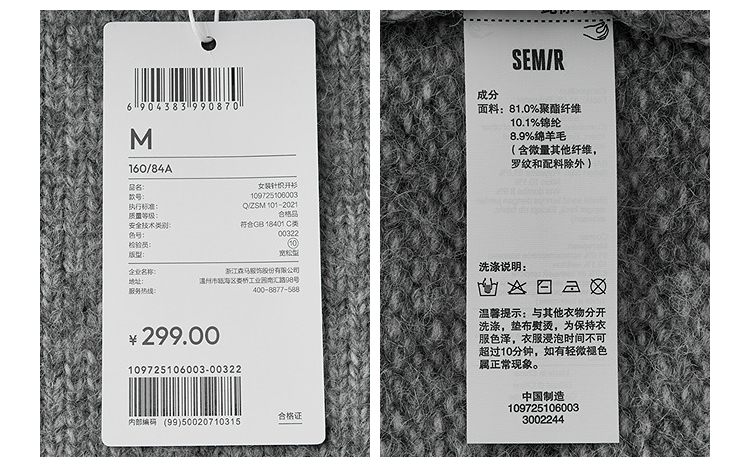 6 904383 990870
M
160/84A
品名: 女装针织开衫
款号: 109725106003
执行标准: Q/ZSM 101-2021
质量等级: 合格品
安全技术类别: 符合GB 18401 C类
色号: 00322
检验员: 10
版型: 宽松型
企业名称: 浙江森马服饰股份有限公司
地址: 温州市瓯海区娄桥工业园南汇路98号
服务热线: 400-8877-588
¥ 299.00
109725106003-00322
内部编码 (99)50020710315
合格证
SEMIR
成分
面料: 81.0%聚酯纤维
10.1%锦纶
8.9%绵羊毛
(含微量其他纤维,
罗纹和配料除外)
洗涤说明:
温馨提示: 与其他衣物分开
洗涤, 垫布熨烫, 为保持衣
服色泽, 衣服浸泡时间不可
超过10分钟, 如有轻微褪色
属正常现象。
中国制造
109725106003
3002244